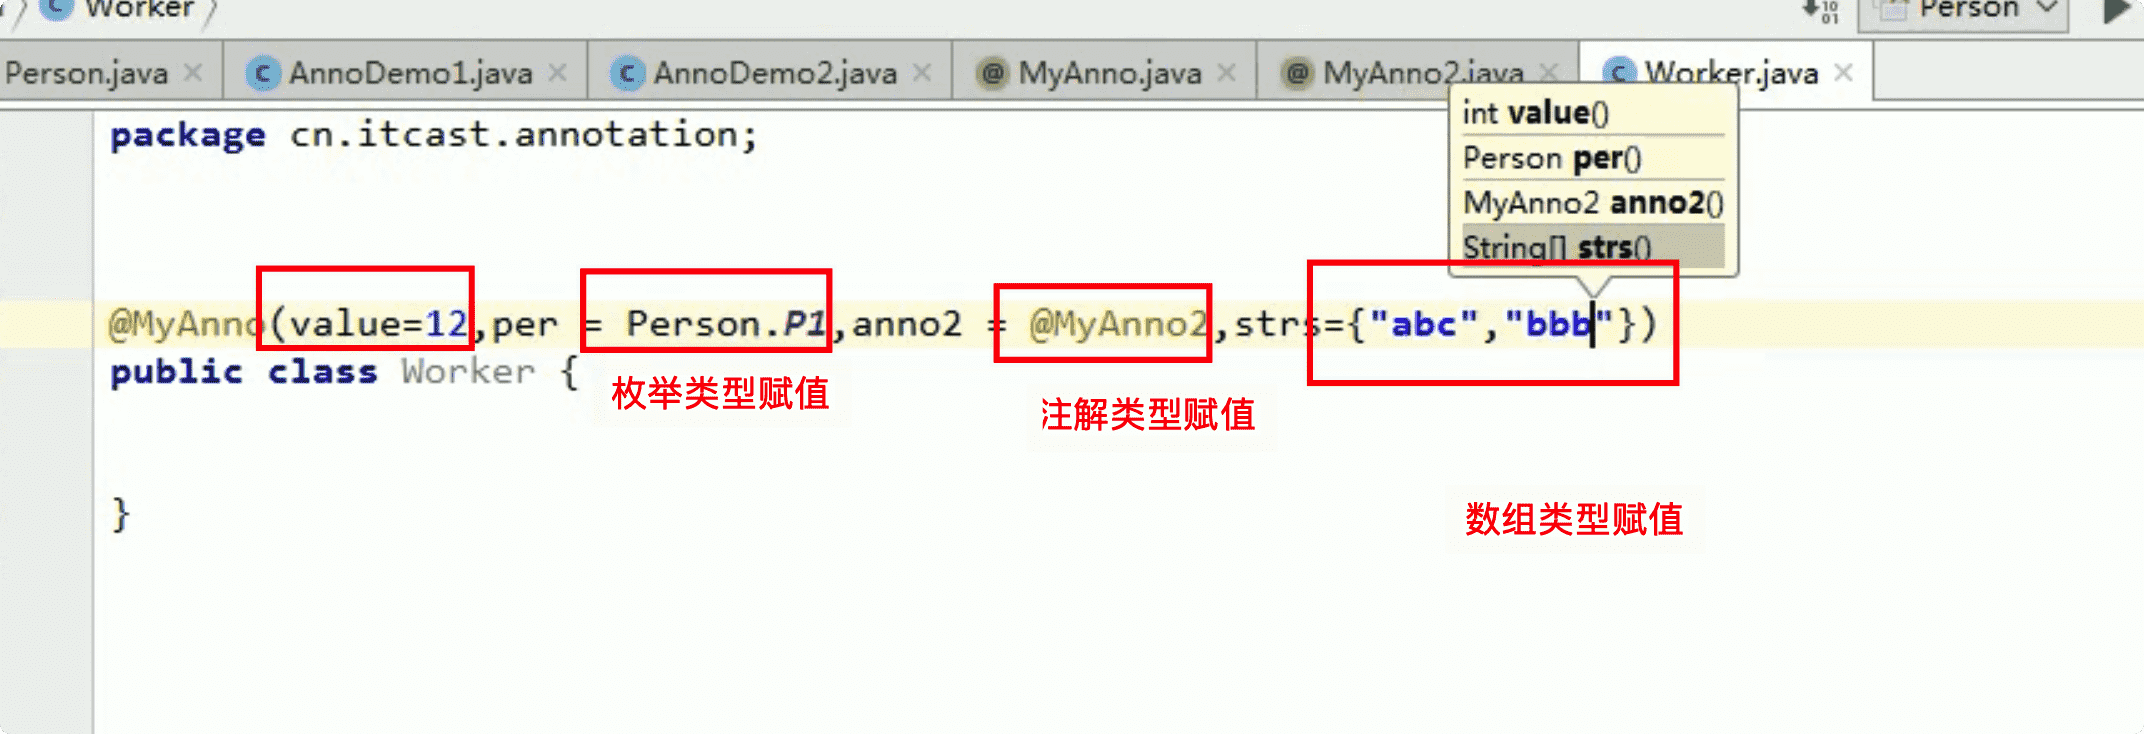 Worker
10
01
Person
Person.java
AnnoDemo1.java
AnnoDemo2.java
MyAnno.java
MyAnno2.java
Worker.java
package cn.itcast.annotation;
int value()
Person per()
MyAnno2 anno2()
String[] strs()
@MyAnno(value=12,per = Person.P1,anno2 = @MyAnno2,strs={"abc","bbb"})
public class Worker {
枚举类型赋值
注解类型赋值
数组类型赋值
}